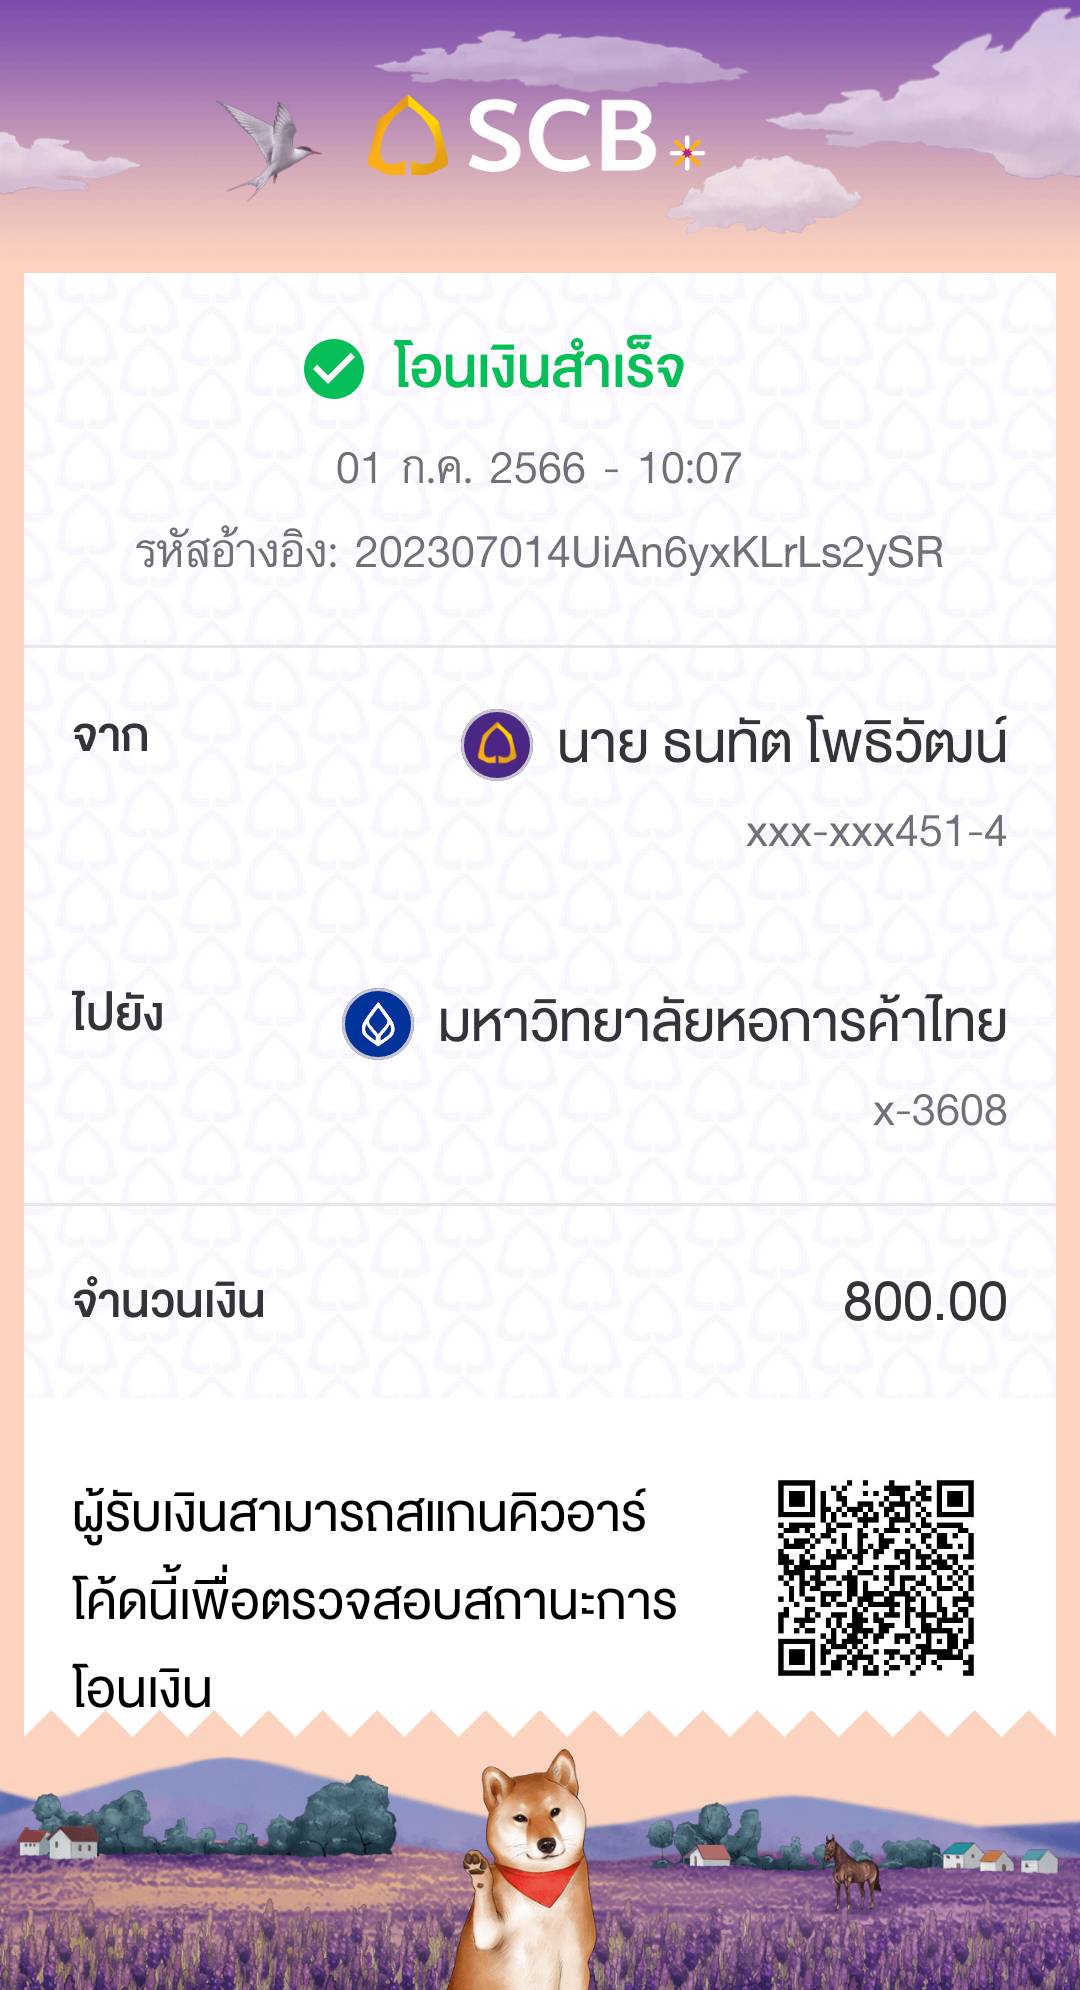 SCB
โอนเงินสำเร็จ
01 ก.ค. 2566 - 10:07
รหัสอ้างอิง: 202307014UiAn6yxKLrLs2ySR
จาก
นาย ธนทัต โพธิวัฒน์
xxx-xxx451-4
ไปยัง
มหาวิทยาลัยหอการค้าไทย
x-3608
จำนวนเงิน
800.00
ผู้รับเงินสามารถสแกนคิวอาร์
โค้ดนี้เพื่อตรวจสอบสถานะการ
โอนเงิน